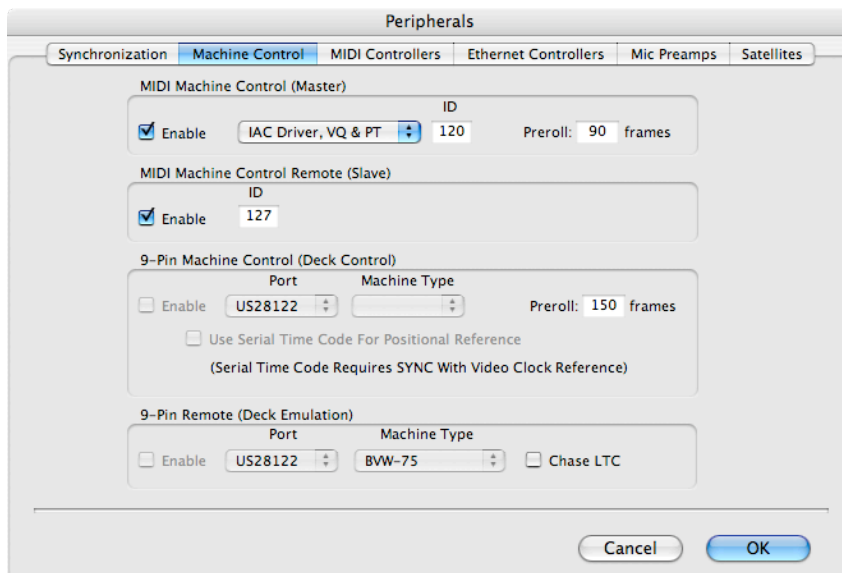 Peripherals
Synchronization Machine Control MIDI Controllers Ethernet Controllers Mic Preamps Satellites
MIDI Machine Control (Master)
ID
Enable IAC Driver, VQ & PT 120 Preroll: 90 frames
MIDI Machine Control Remote (Slave)
ID
Enable 127
9-Pin Machine Control (Deck Control)
Port Machine Type
Enable US28122 Preroll: 150 frames
Use Serial Time Code For Positional Reference
(Serial Time Code Requires SYNC With Video Clock Reference)
9-Pin Remote (Deck Emulation)
Port Machine Type
Enable US28122 BVW-75 Chase LTC
Cancel OK